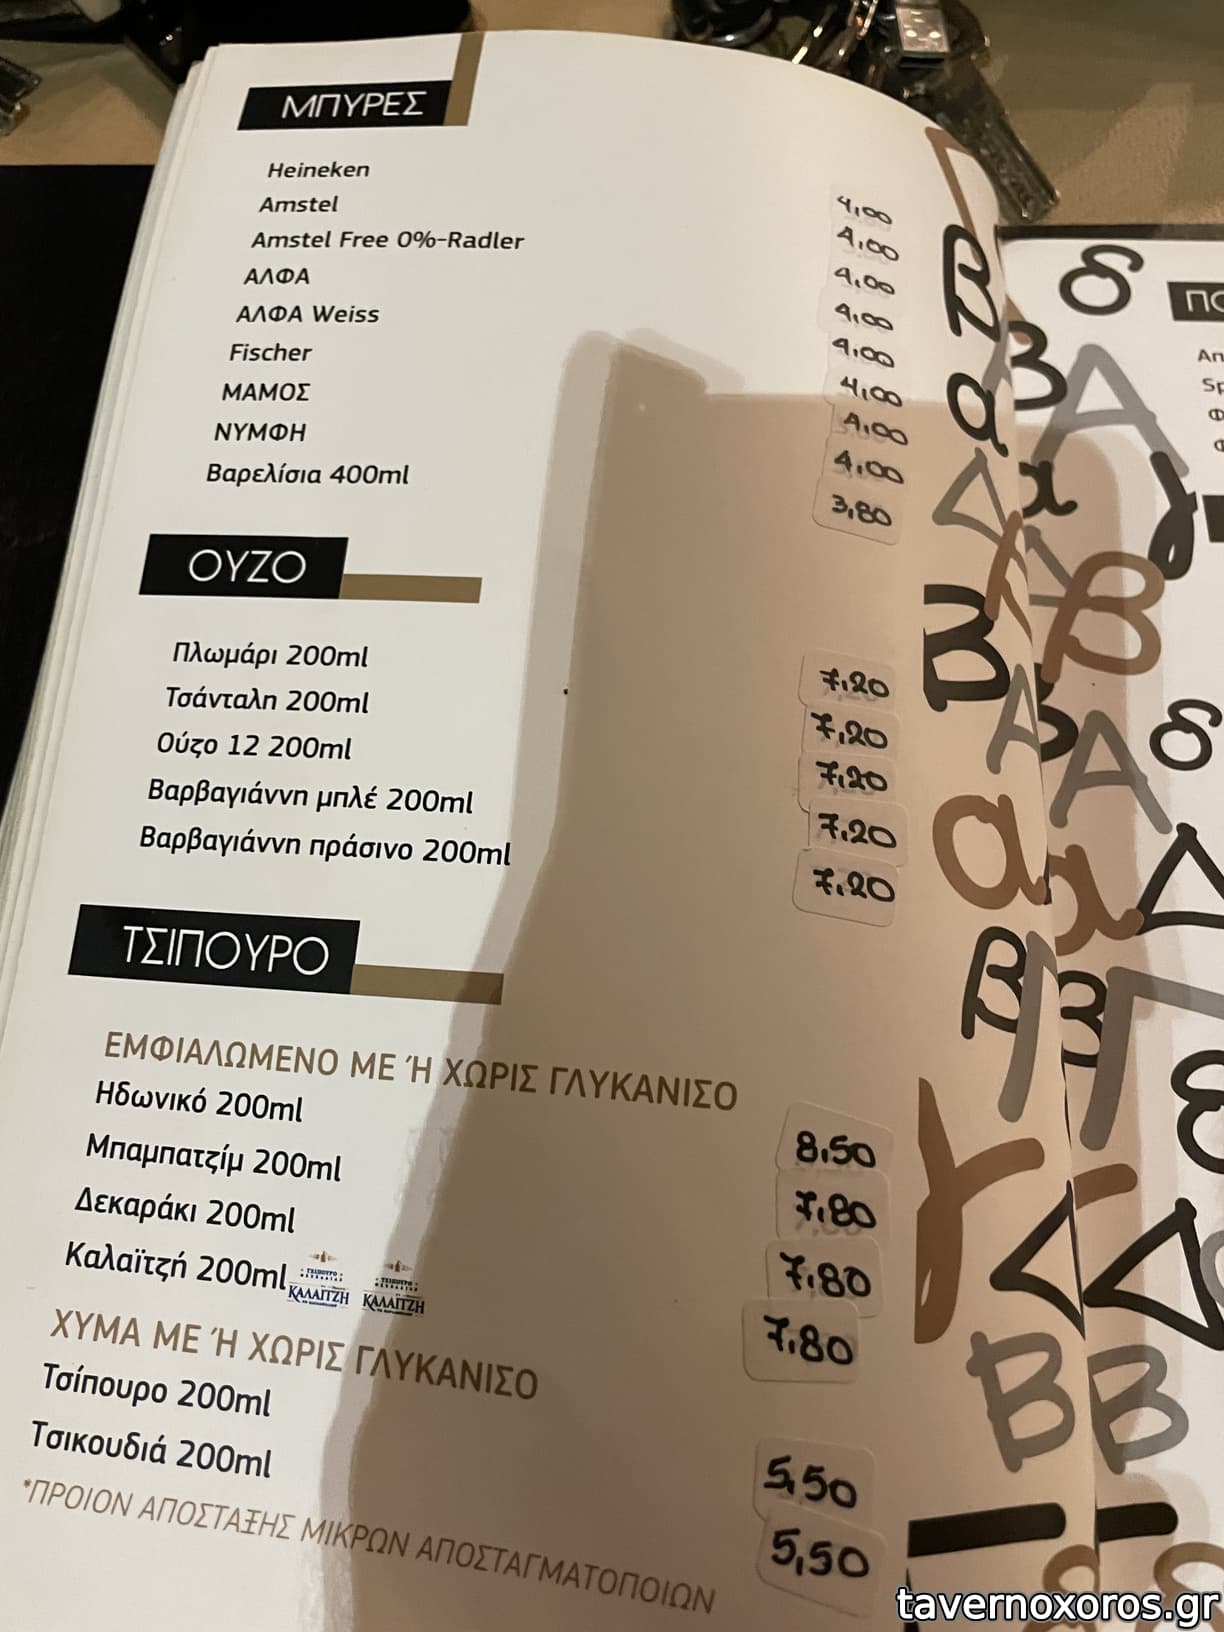 ΜΠΥΡΕΣ
Heineken 4,00
Amstel 4,00
Amstel Free 0%-Radler 4,00
ΑΛΦΑ 4,00
ΑΛΦΑ Weiss 4,00
Fischer 4,00
ΜΑΜΟΣ 4,00
ΝΥΜΦΗ 4,00
Βαρελίσια 400ml 3,80
ΟΥΖΟ
Πλωμάρι 200ml 7,20
Τσάνταλη 200ml 7,20
Ούζο 12 200ml 7,20
Βαρβαγιάννη μπλέ 200ml 7,20
Βαρβαγιάννη πράσινο 200ml 7,20
ΤΣΙΠΟΥΡΟ
ΕΜΦΙΑΛΩΜΕΝΟ ΜΕ Ή ΧΩΡΙΣ ΓΛΥΚΑΝΙΣΟ
Ηδωνικό 200ml 8,50
Μπαμπατζίμ 200ml 7,80
Δεκαράκι 200ml 7,80
Καλαϊτζή 200ml ΚΑΛΑΪΤΖΗ ΚΑΛΑΪΤΖΗ 7,80
ΧΥΜΑ ΜΕ Ή ΧΩΡΙΣ ΓΛΥΚΑΝΙΣΟ
Τσίπουρο 200ml 5,50
Τσικουδιά 200ml 5,50
*ΠΡΟΙΟΝ ΑΠΟΣΤΑΞΗΣ ΜΙΚΡΩΝ ΑΠΟΣΤΑΓΜΑΤΟΠΟΙΩΝ
tavernoxoros.gr